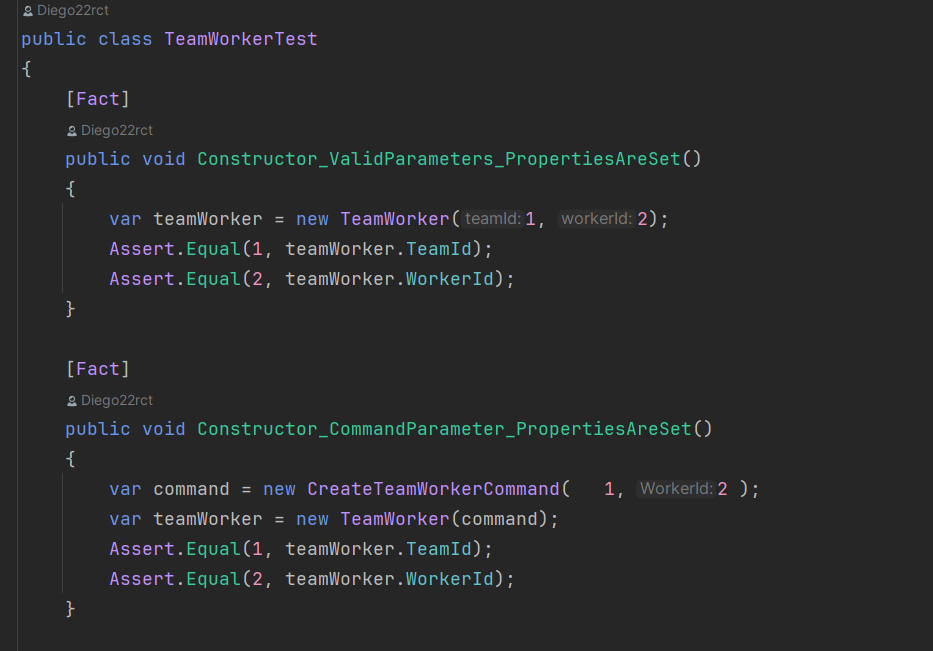 Diego22rct
public class TeamWorkerTest
{
[Fact]
Diego22rct
public void Constructor_ValidParameters_PropertiesAreSet()
{
var teamWorker = new TeamWorker( teamId: 1, workerId: 2);
Assert.Equal(1, teamWorker.TeamId);
Assert.Equal(2, teamWorker.WorkerId);
}
[Fact]
Diego22rct
public void Constructor_CommandParameter_PropertiesAreSet()
{
var command = new CreateTeamWorkerCommand( 1, WorkerId: 2 );
var teamWorker = new TeamWorker(command);
Assert.Equal(1, teamWorker.TeamId);
Assert.Equal(2, teamWorker.WorkerId);
}